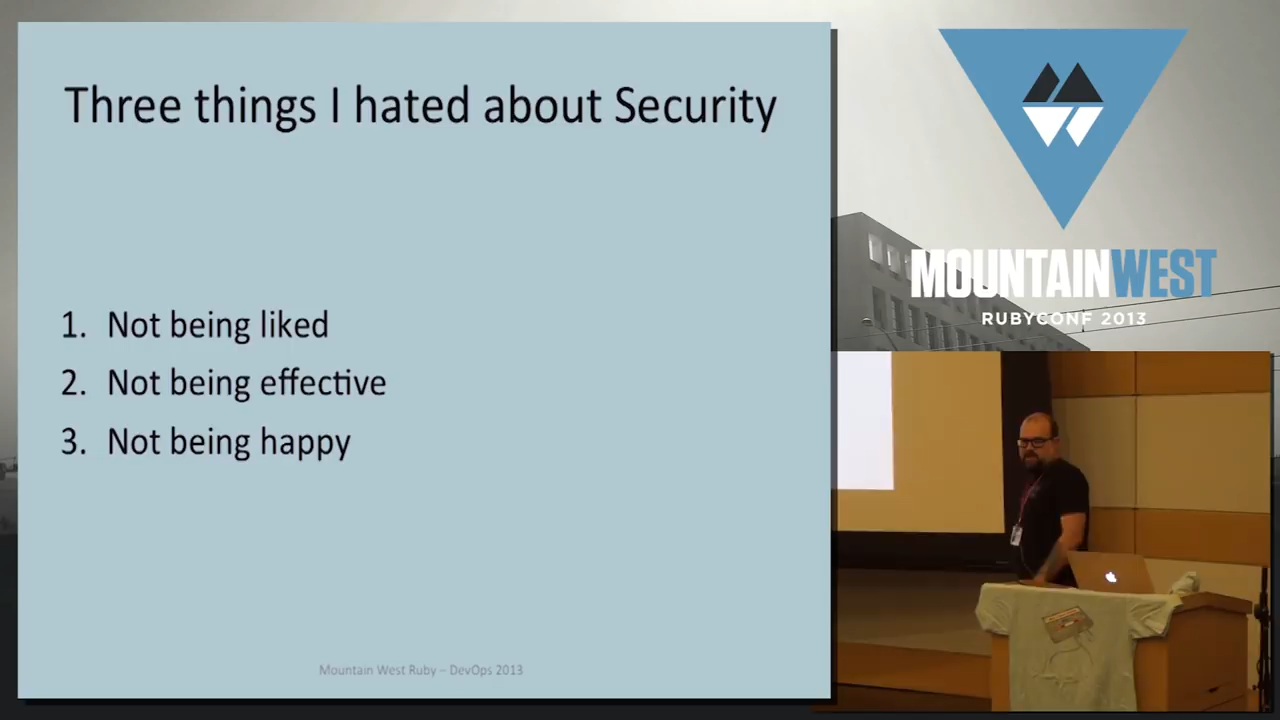 Three things I hated about Security
1. Not being liked
2. Not being effective
3. Not being happy
Mountain West Ruby – DevOps 2013
MOUNTAINWEST
RUBYCONF 2013